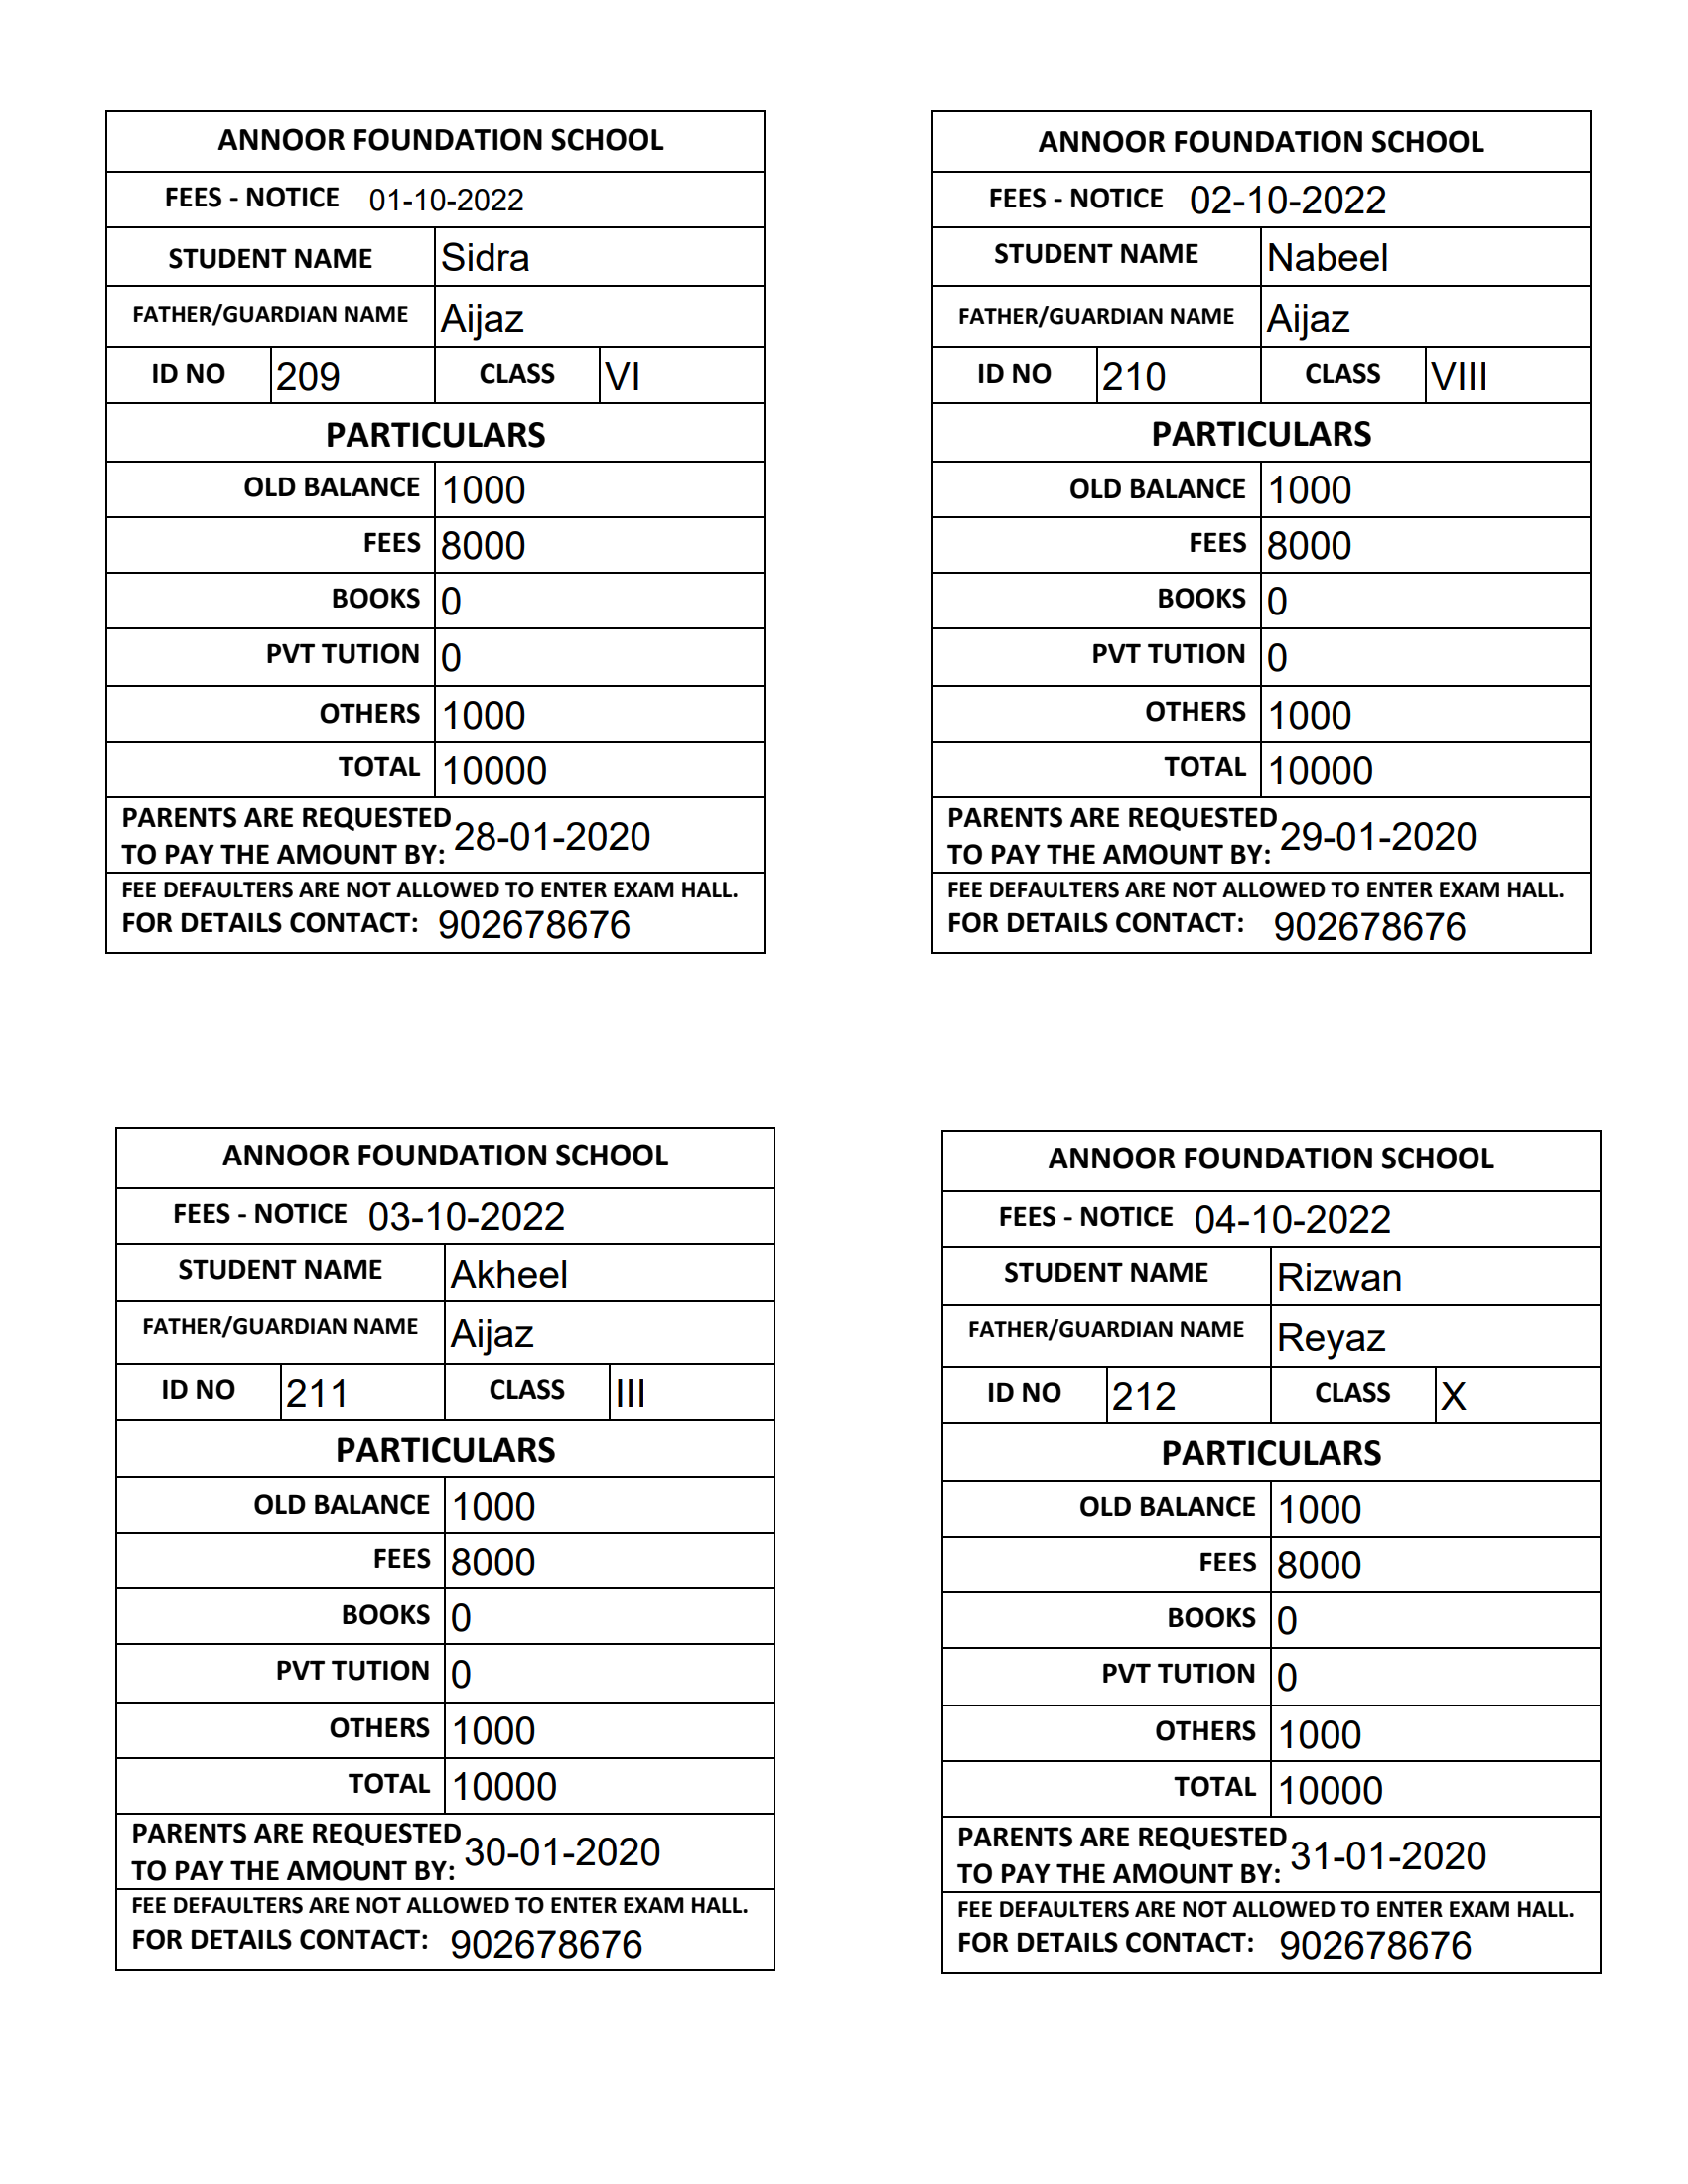 ANNOOR FOUNDATION SCHOOL
FEES - NOTICE 01-10-2022
STUDENT NAME Sidra
FATHER/GUARDIAN NAME Aijaz
ID NO 209 CLASS VI
PARTICULARS
OLD BALANCE 1000
FEES 8000
BOOKS 0
PVT TUTION 0
OTHERS 1000
TOTAL 10000
PARENTS ARE REQUESTED
TO PAY THE AMOUNT BY: 28-01-2020
FEE DEFAULTERS ARE NOT ALLOWED TO ENTER EXAM HALL.
FOR DETAILS CONTACT: 902678676
ANNOOR FOUNDATION SCHOOL
FEES - NOTICE 02-10-2022
STUDENT NAME Nabeel
FATHER/GUARDIAN NAME Aijaz
ID NO 210 CLASS VIII
PARTICULARS
OLD BALANCE 1000
FEES 8000
BOOKS 0
PVT TUTION 0
OTHERS 1000
TOTAL 10000
PARENTS ARE REQUESTED
TO PAY THE AMOUNT BY: 29-01-2020
FEE DEFAULTERS ARE NOT ALLOWED TO ENTER EXAM HALL.
FOR DETAILS CONTACT: 902678676
ANNOOR FOUNDATION SCHOOL
FEES - NOTICE 03-10-2022
STUDENT NAME Akheel
FATHER/GUARDIAN NAME Aijaz
ID NO 211 CLASS III
PARTICULARS
OLD BALANCE 1000
FEES 8000
BOOKS 0
PVT TUTION 0
OTHERS 1000
TOTAL 10000
PARENTS ARE REQUESTED
TO PAY THE AMOUNT BY: 30-01-2020
FEE DEFAULTERS ARE NOT ALLOWED TO ENTER EXAM HALL.
FOR DETAILS CONTACT: 902678676
ANNOOR FOUNDATION SCHOOL
FEES - NOTICE 04-10-2022
STUDENT NAME Rizwan
FATHER/GUARDIAN NAME Reyaz
ID NO 212 CLASS X
PARTICULARS
OLD BALANCE 1000
FEES 8000
BOOKS 0
PVT TUTION 0
OTHERS 1000
TOTAL 10000
PARENTS ARE REQUESTED
TO PAY THE AMOUNT BY: 31-01-2020
FEE DEFAULTERS ARE NOT ALLOWED TO ENTER EXAM HALL.
FOR DETAILS CONTACT: 902678676